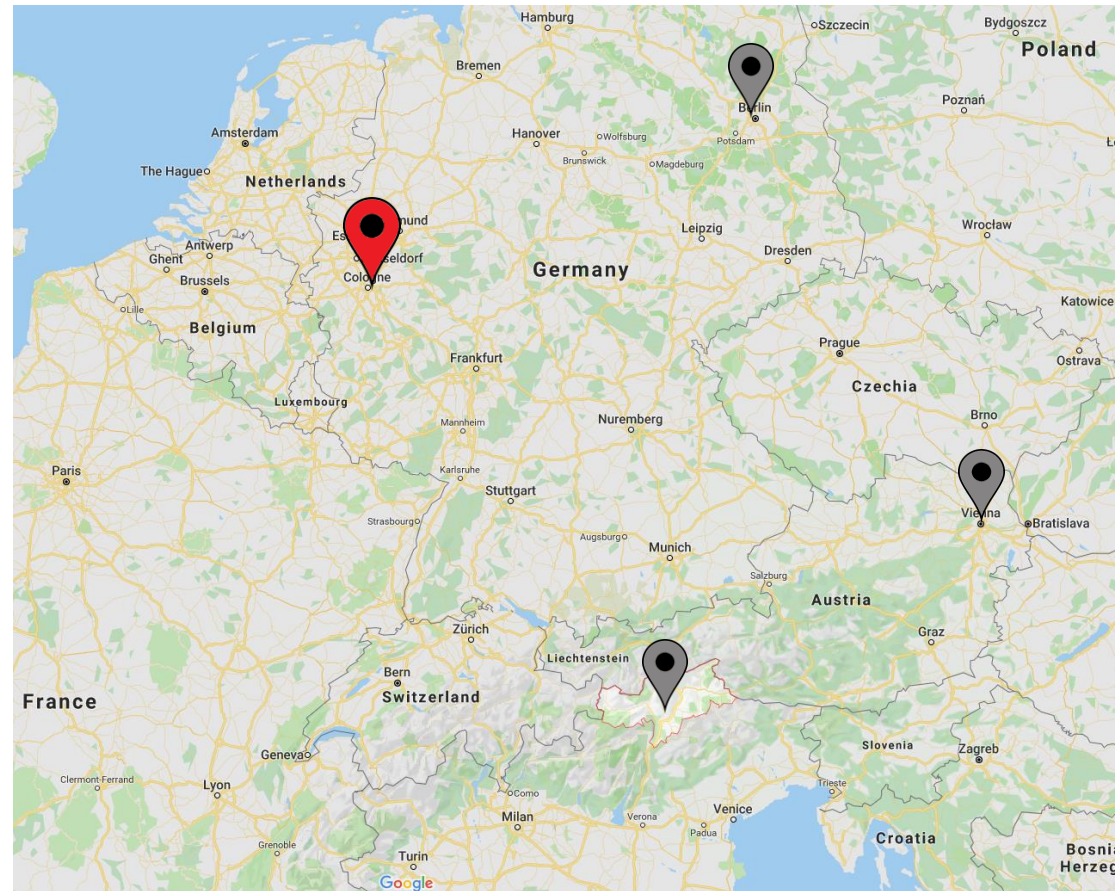 Hamburg
Szczecin
Bydgoszcz
Poland
Bremen
Berlin
Poznań
Amsterdam
Hanover
Wolfsburg
Potsdam
Brunswick
Magdeburg
The Hague
Netherlands
Leipzig
Wrocław
Antwerp
Ghent
Dresden
Germany
Cologne
Brussels
Katowice
Lille
Belgium
Prague
Ostrava
Frankfurt
Czechia
Luxembourg
Brno
Nuremberg
Mannheim
Paris
Karlsruhe
Stuttgart
Vienna
Strasbourg
Bratislava
Augsburg
Munich
Salzburg
Austria
Zürich
Graz
Liechtenstein
Bern
Switzerland
France
Slovenia
Zagreb
Geneva
Clermont-Ferrand
Lyon
Trieste
Como
Milan
Venice
Verona
Padua
Croatia
Grenoble
Turin
Google